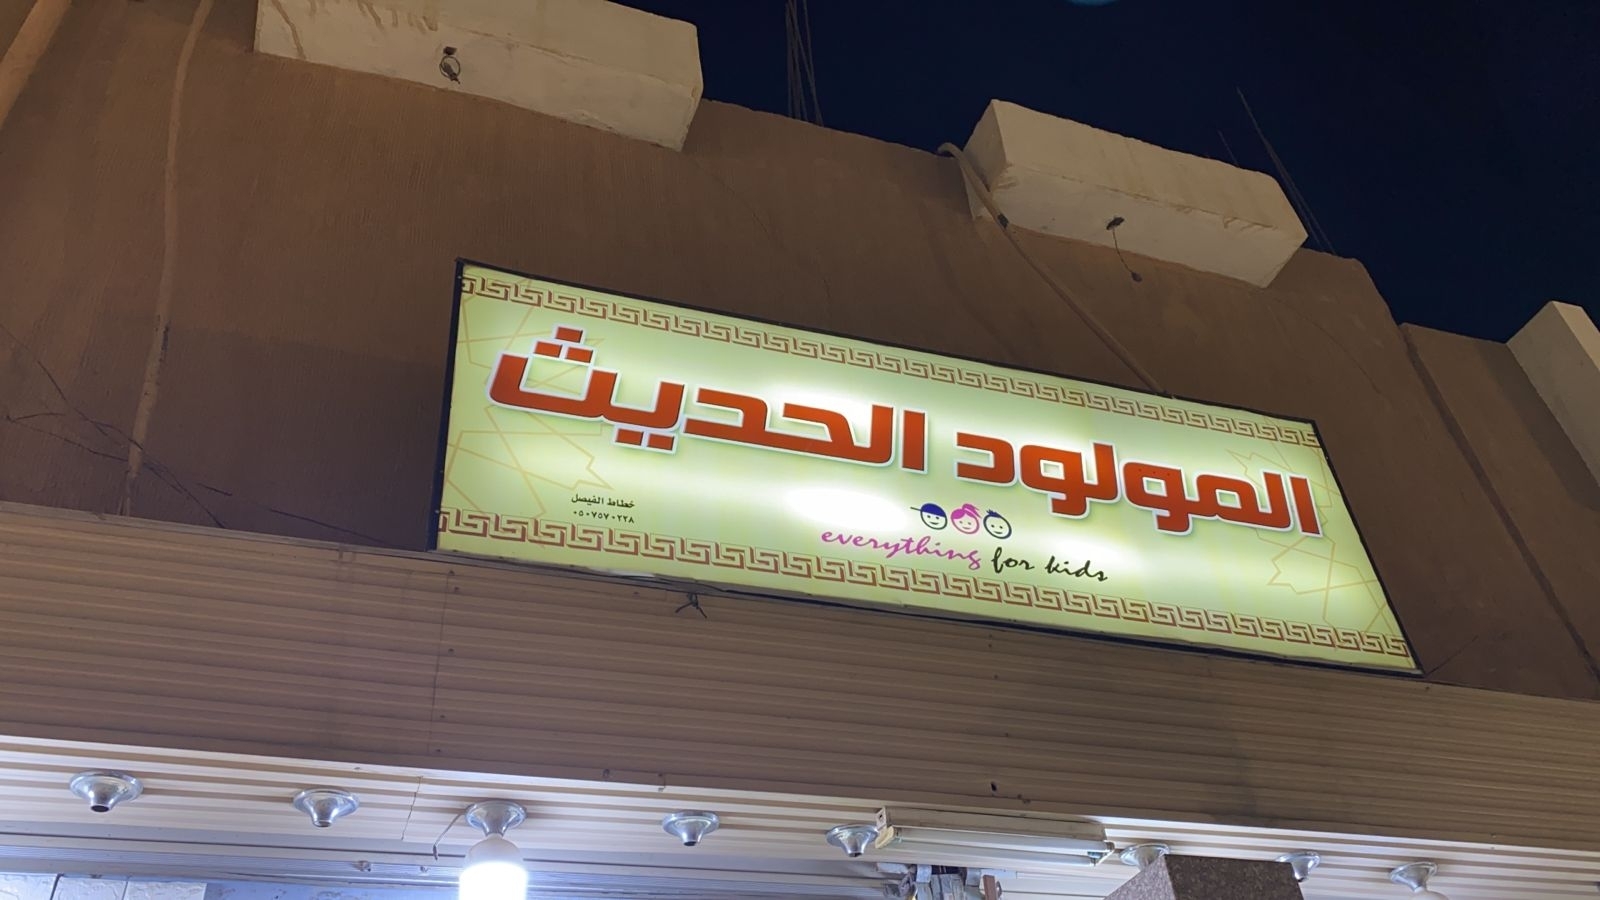 المولود الحديث
everything for kids
خطاط الفيصل
٠٥٠٧٥٧٠٢٢٨